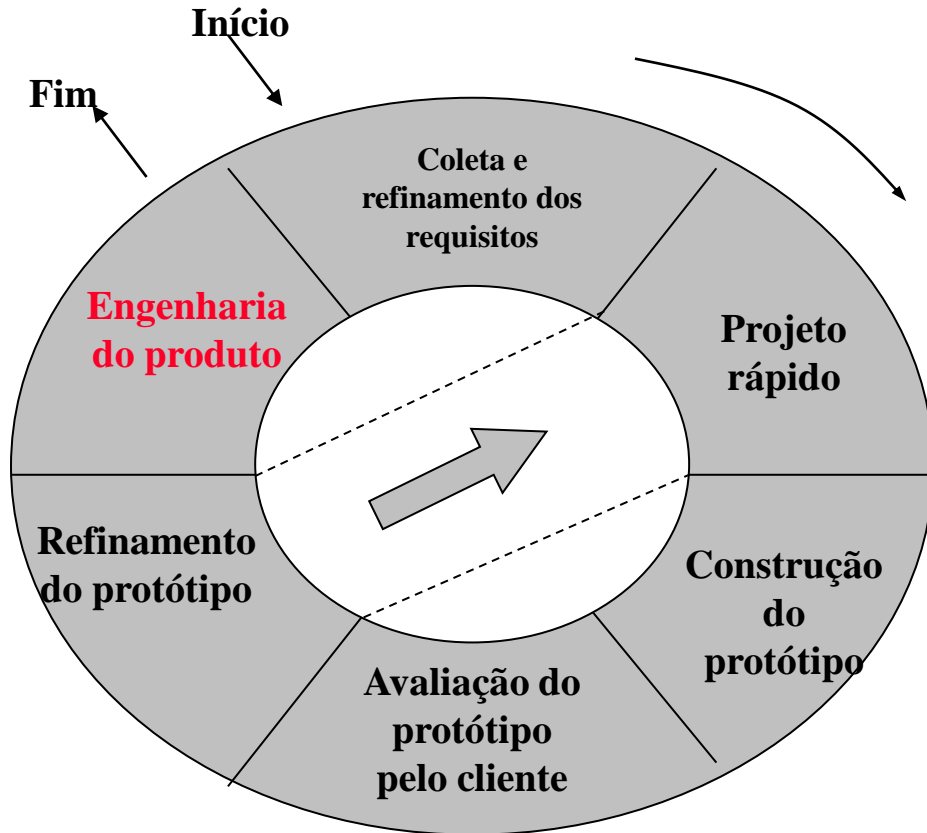 Início
Fim
Coleta e
refinamento dos
requisitos
Projeto
rápido
Construção
do
protótipo
Avaliação do
protótipo
pelo cliente
Refinamento
do protótipo
Engenharia
do produto